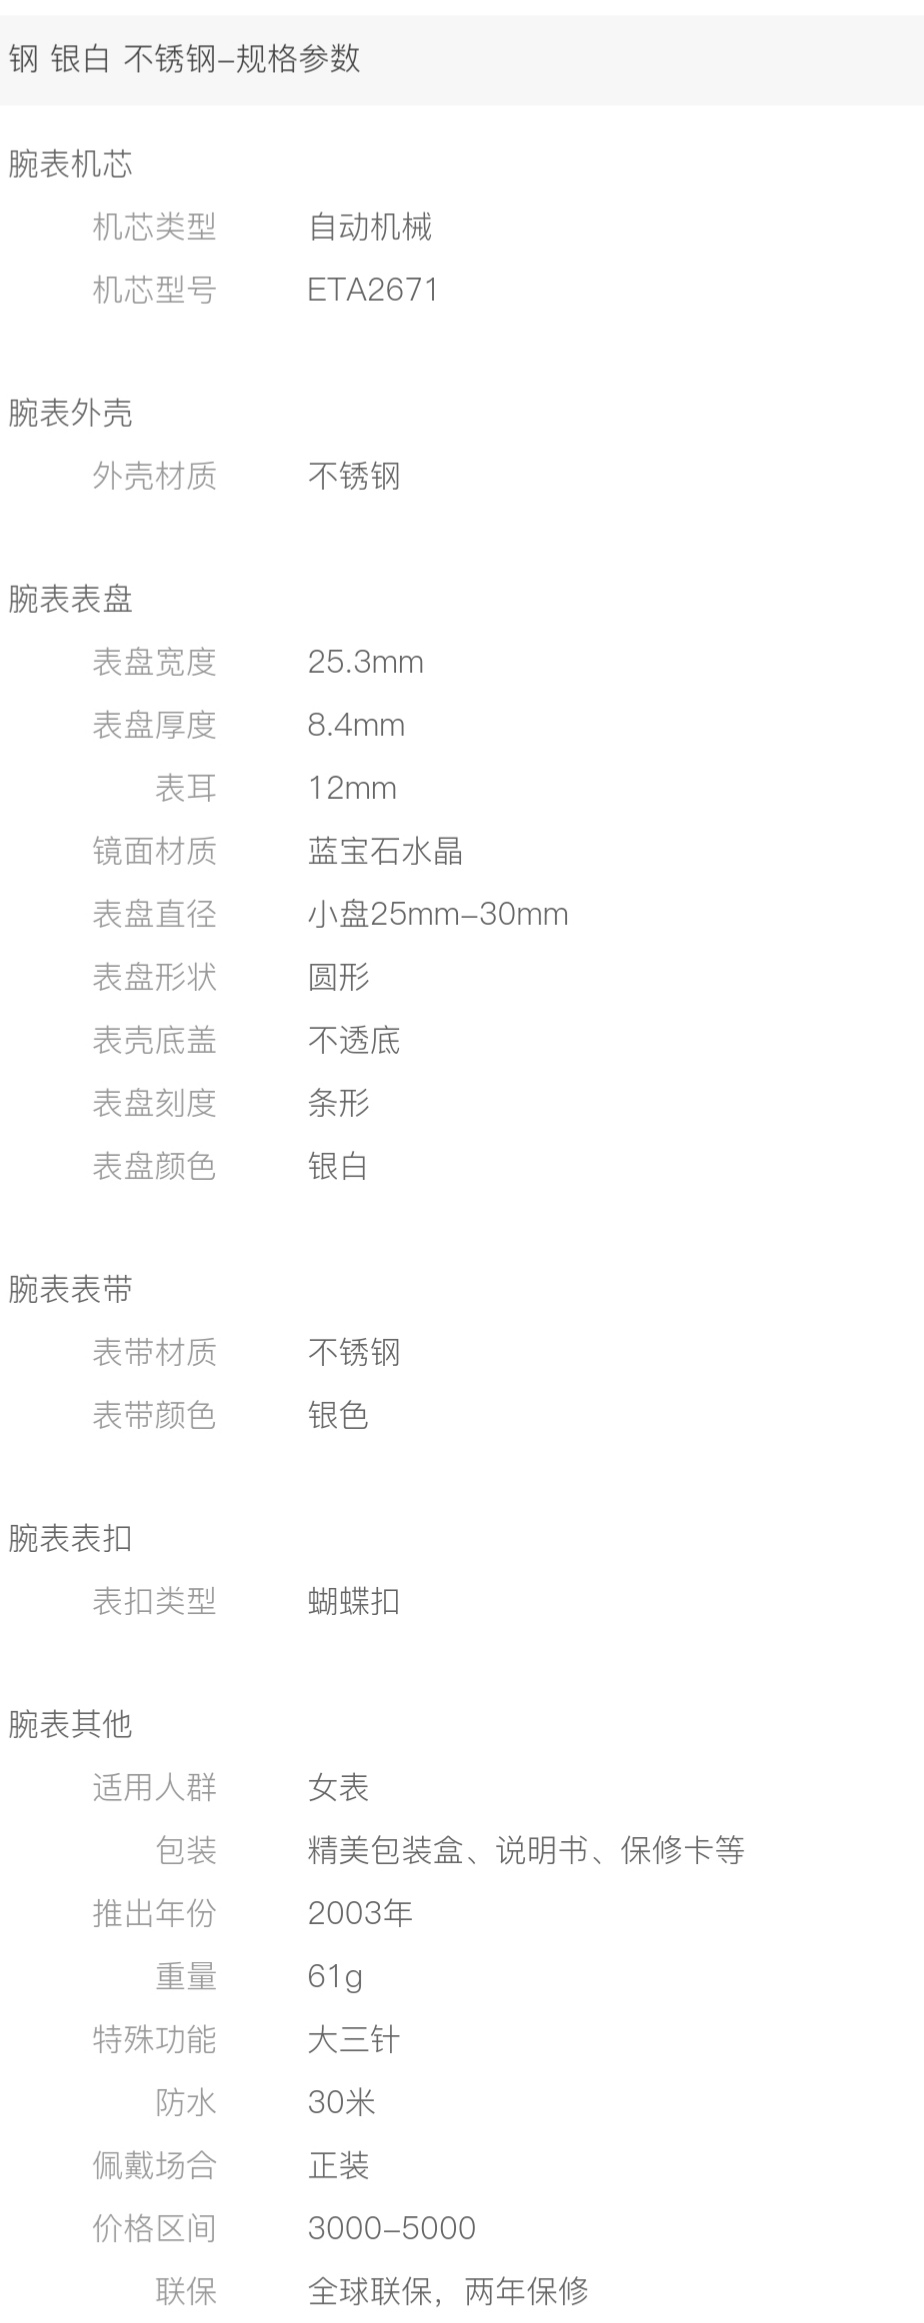 钢 银白 不锈钢-规格参数
腕表机芯
机芯类型 自动机械
机芯型号 ETA2671
腕表外壳
外壳材质 不锈钢
腕表表盘
表盘宽度 25.3mm
表盘厚度 8.4mm
表耳 12mm
镜面材质 蓝宝石水晶
表盘直径 小盘25mm-30mm
表盘形状 圆形
表壳底盖 不透底
表盘刻度 条形
表盘颜色 银白
腕表表带
表带材质 不锈钢
表带颜色 银色
腕表表扣
表扣类型 蝴蝶扣
腕表其他
适用人群 女表
包装 精美包装盒、说明书、保修卡等
推出年份 2003年
重量 61g
特殊功能 大三针
防水 30米
佩戴场合 正装
价格区间 3000-5000
联保 全球联保，两年保修